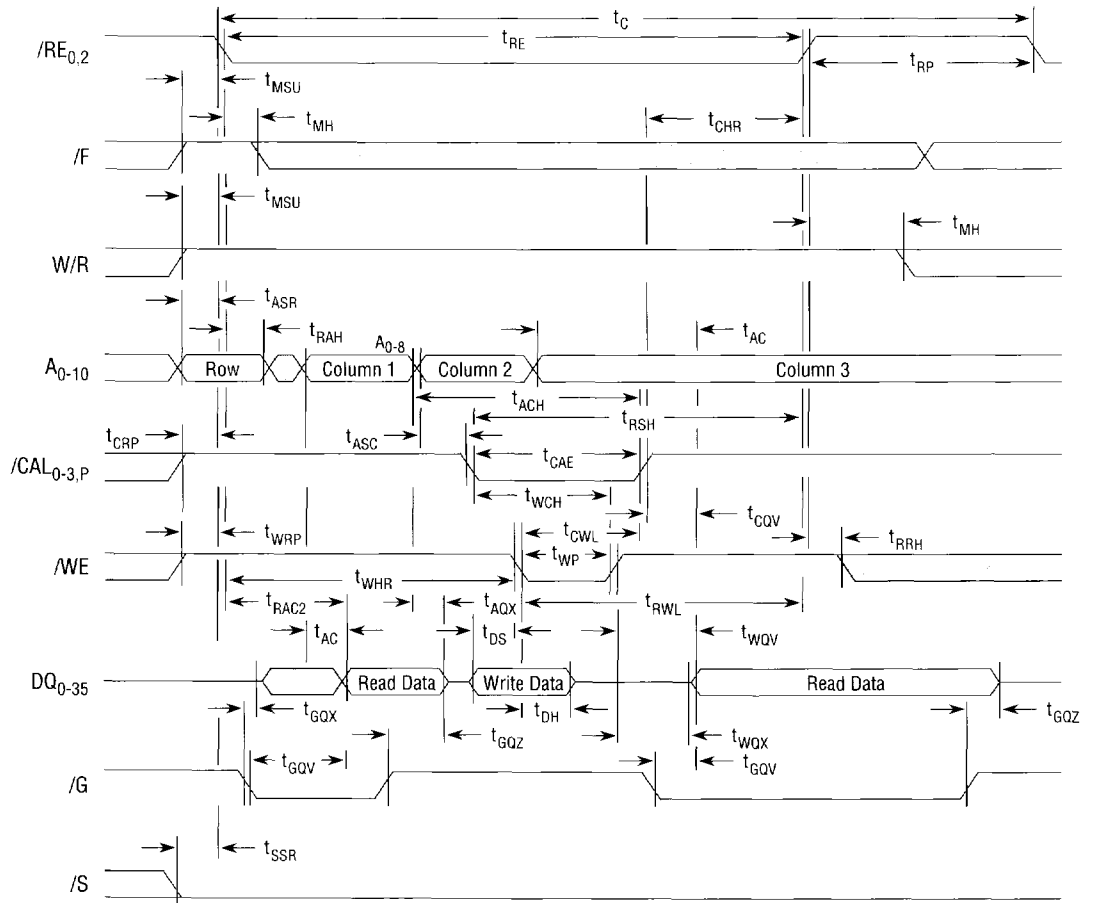 tC
/RE0,2
tRE
tRP
tMSU
tMH
tCHR
/F
tMSU
tMH
W/R
tASR
tRAH
A0-8
tAC
A0-10
Row
Column 1
Column 2
Column 3
tACH
tRSH
tCRP
tASC
/CAL0-3,P
tCAE
tWCH
tCQV
tWRP
tCWL
tRRH
/WE
tWP
tWHR
tRAC2
tAQX
tRWL
tAC
tDS
tWQV
DQ0-35
Read Data
Write Data
Read Data
tGQX
tDH
tGQZ
tGQZ
tWQX
tGQV
tGQV
/G
tSSR
/S